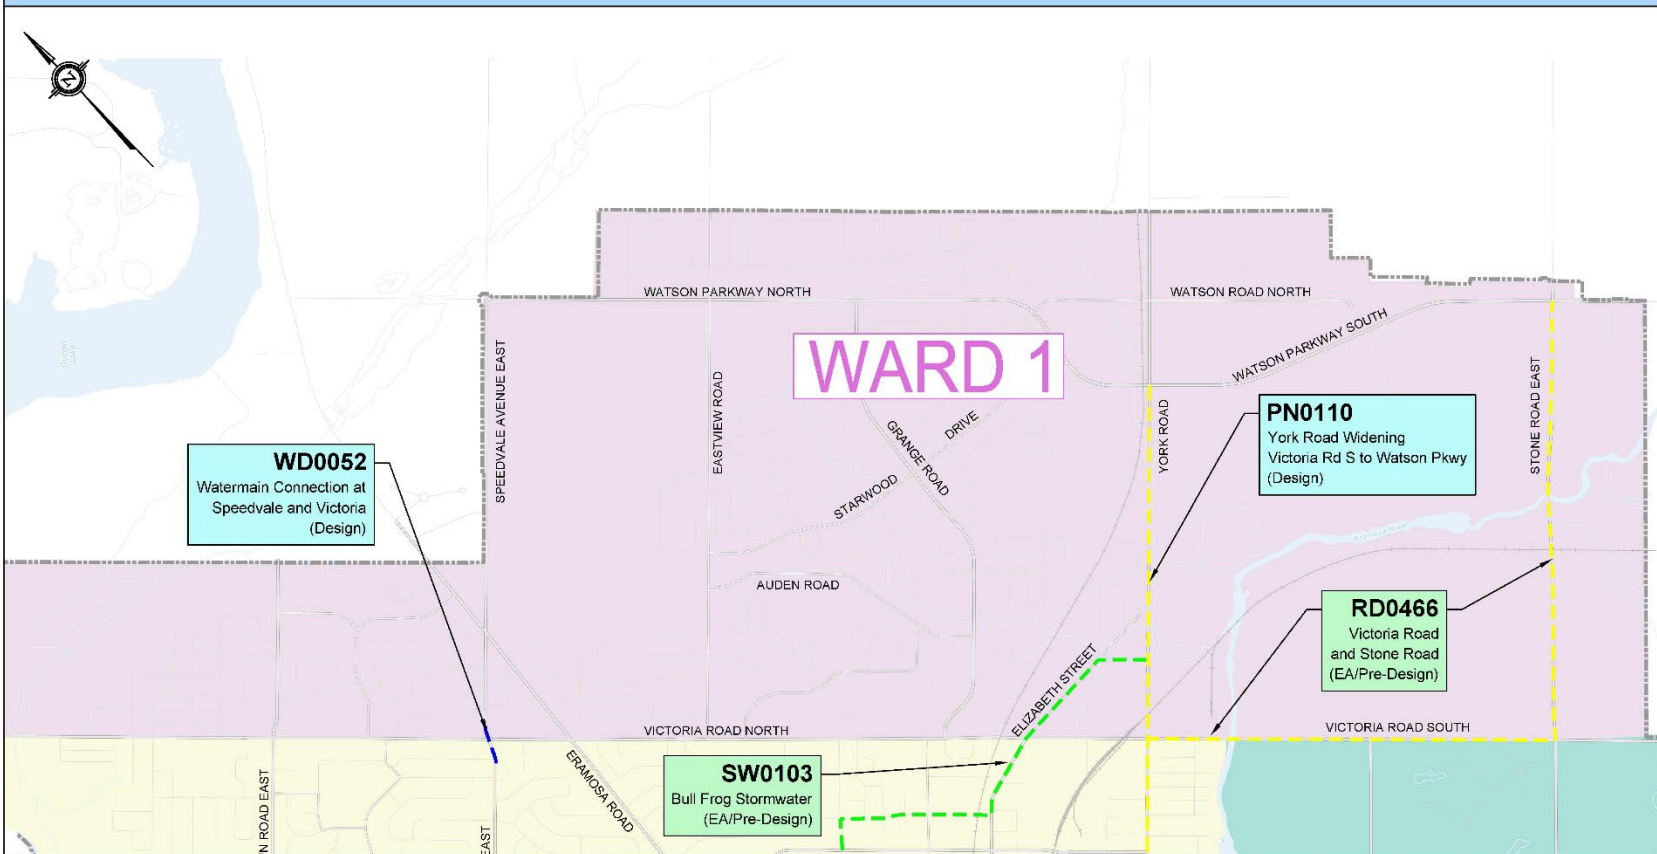 N
WATSON PARKWAY NORTH
WATSON ROAD NORTH
WATSON PARKWAY SOUTH
WARD 1
SPEEDVALE AVENUE EAST
EASTVIEW ROAD
GRANGE ROAD
STARWOOD DRIVE
YORK ROAD
STONE ROAD EAST
PN0110
York Road Widening
Victoria Rd S to Watson Pkwy
(Design)
WD0052
Watermain Connection at
Speedvale and Victoria
(Design)
Eramosa River
AUDEN ROAD
RD0466
Victoria Road
and Stone Road
(EA/Pre-Design)
ELIZABETH STREET
VICTORIA ROAD NORTH
VICTORIA ROAD SOUTH
SW0103
Bull Frog Stormwater
(EA/Pre-Design)
ERAMOSA ROAD
N ROAD EAST
EAST